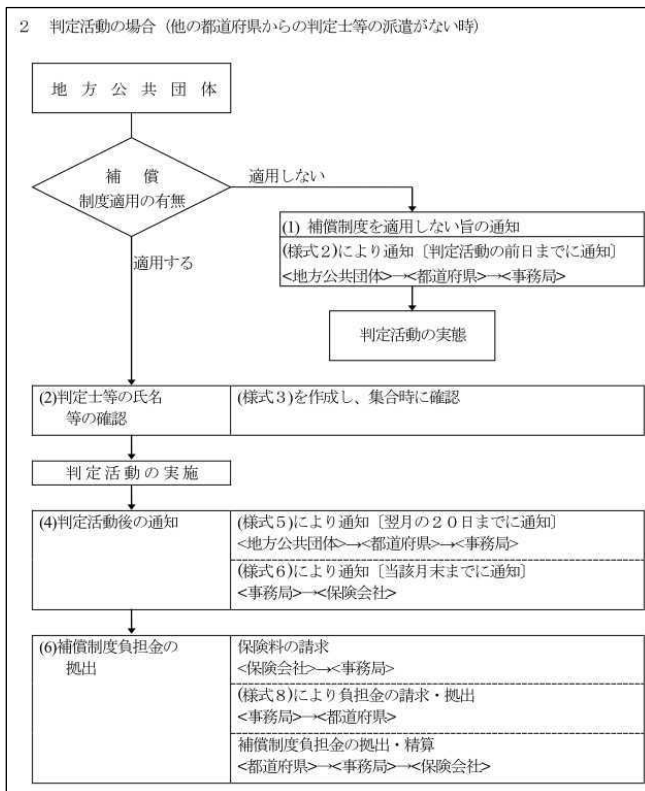 2 判定活動の場合（他の都道府県からの判定士等の派遣がない時）
地方公共団体
補償
制度適用の有無
適用しない
(1) 補償制度を適用しない旨の通知
(様式２)により通知〔判定活動の前日までに通知〕
<地方公共団体>→<都道府県>→<事務局>
適用する
判定活動の実態
(2)判定士等の氏名
等の確認
(様式３)を作成し、集合時に確認
判定活動の実施
(4)判定活動後の通知
(様式５)により通知〔翌月の２０日までに通知〕
<地方公共団体>→<都道府県>→<事務局>
(様式６)により通知〔当該月末までに通知〕
<事務局>→<保険会社>
(6)補償制度負担金の
拠出
保険料の請求
<保険会社>→<事務局>
(様式８)により負担金の請求・拠出
<事務局>→<都道府県>
補償制度負担金の拠出・精算
<都道府県>→<事務局>→<保険会社>